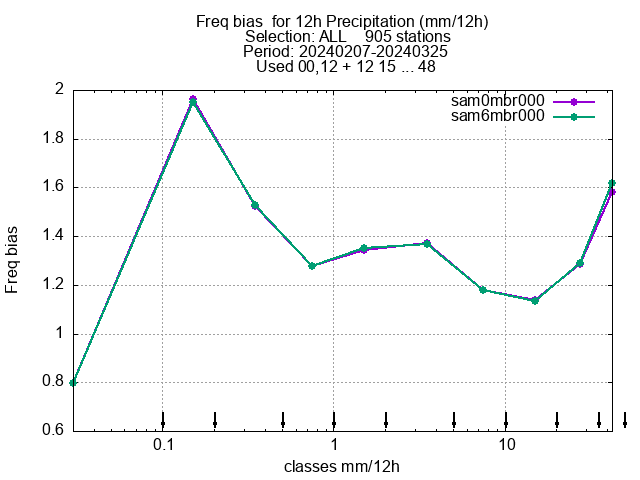 Freq bias  for 12h Precipitation (mm/12h)
Selection: ALL    905 stations
Period: 20240207-20240325
Used 00,12 + 12 15 ... 48
sam0mbr000
sam6mbr000
2
1.8
1.6
1.4
1.2
1
0.8
0.6
Freq bias
0.1 1 10
classes mm/12h